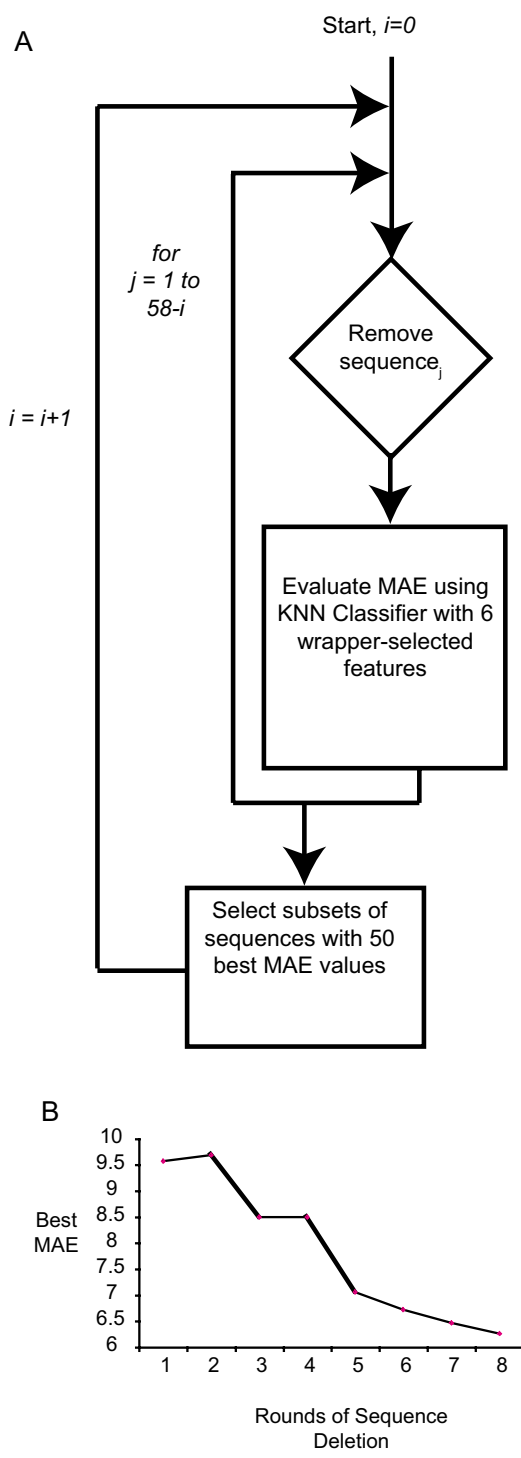 A
Start, i=0
for
j = 1 to
58-i
Remove
sequencej
i = i+1
Evaluate MAE using
KNN Classifier with 6
wrapper-selected
features
Select subsets of
sequences with 50
best MAE values
B
10
9.5
9
8.5
8
7.5
7
6.5
6
Best
MAE
1 2 3 4 5 6 7 8
Rounds of Sequence
Deletion